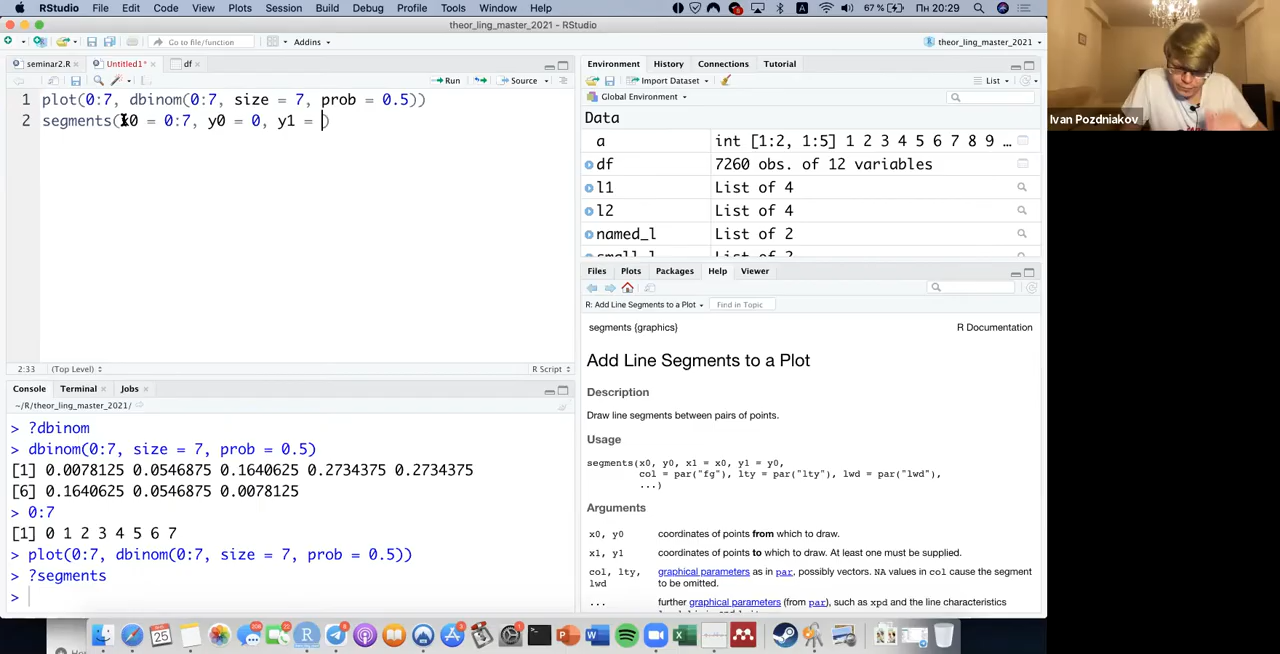 RStudio File Edit Code View Plots Session Build Debug Profile Tools Window Help 67 % Пн 20:29
theor_ling_master_2021 - RStudio
Go to file/function Addins theor_ling_master_2021
seminar2.R Untitled1* df
Run Source
1 plot(0:7, dbinom(0:7, size = 7, prob = 0.5))
2 segments(x0 = 0:7, y0 = 0, y1 = )
2:33 (Top Level) R Script
Console Terminal Jobs
~/R/theor_ling_master_2021/
> ?dbinom
> dbinom(0:7, size = 7, prob = 0.5)
[1] 0.0078125 0.0546875 0.1640625 0.2734375 0.2734375
[6] 0.1640625 0.0546875 0.0078125
> 0:7
[1] 0 1 2 3 4 5 6 7
> plot(0:7, dbinom(0:7, size = 7, prob = 0.5))
> ?segments
>
Environment History Connections Tutorial
Import Dataset List
Global Environment
Data
a int [1:2, 1:5] 1 2 3 4 5 6 7 8 9 ...
df 7260 obs. of 12 variables
l1 List of 4
l2 List of 4
named_l List of 2
Files Plots Packages Help Viewer
R: Add Line Segments to a Plot Find in Topic
segments {graphics} R Documentation
Add Line Segments to a Plot
Description
Draw line segments between pairs of points.
Usage
segments(x0, y0, x1 = x0, y1 = y0,
col = par("fg"), lty = par("lty"), lwd = par("lwd"),
...)
Arguments
x0, y0 coordinates of points from which to draw.
x1, y1 coordinates of points to which to draw. At least one must be supplied.
col, lty, graphical parameters as in par, possibly vectors. NA values in col cause the segment
lwd to be omitted.
... further graphical parameters (from par), such as xpd and the line characteristics
Ivan Pozdniakov